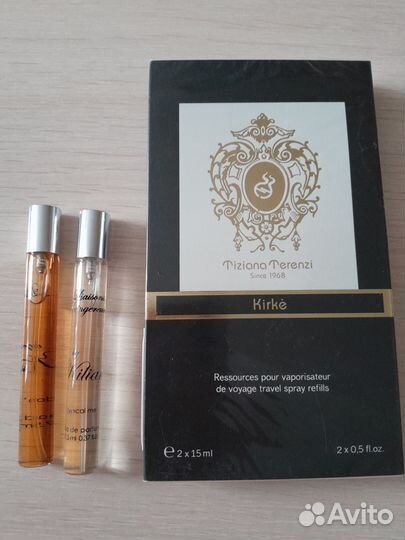 Tiziana Terenzi
Since 1968
Kirkè
Ressources pour vaporisateur
de voyage travel spray refills
e 2 x 15 ml
2 x 0,5 fl.oz.
Kilian
de parfum
Avito